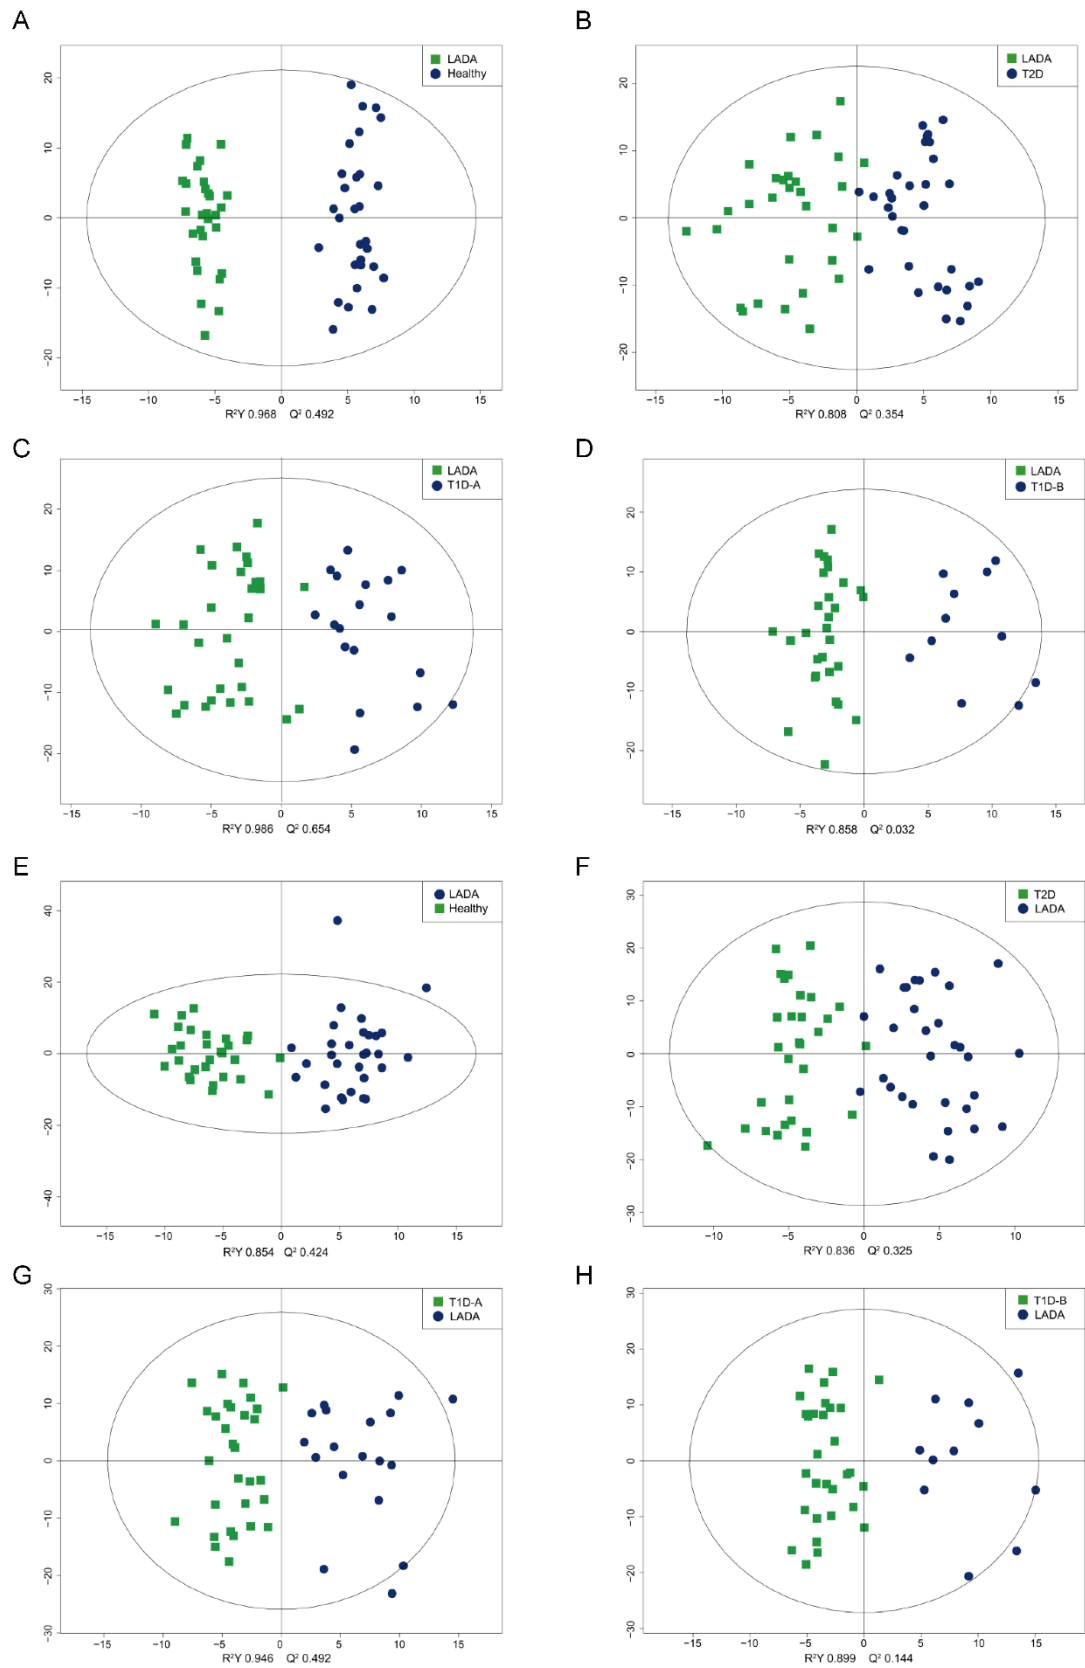 A
LADA
Healthy
20
10
0
−10
−20
−15 −10 −5 0 5 10 15
R²Y 0.968 Q² 0.492
B
LADA
T2D
20
10
0
−10
−20
−15 −10 −5 0 5 10 15
R²Y 0.808 Q² 0.354
C
LADA
T1D-A
20
10
0
−10
−20
−15 −10 −5 0 5 10 15
R²Y 0.986 Q² 0.654
D
LADA
T1D-B
20
10
0
−10
−20
−15 −10 −5 0 5 10 15
R²Y 0.858 Q² 0.032
E
LADA
Healthy
40
20
0
−20
−40
−15 −10 −5 0 5 10 15
R²Y 0.854 Q² 0.424
F
T2D
LADA
30
20
10
0
−10
−20
−30
−10 −5 0 5 10
R²Y 0.836 Q² 0.325
G
T1D-A
LADA
30
20
10
0
−10
−20
−30
−15 −10 −5 0 5 10 15
R²Y 0.946 Q² 0.492
H
T1D-B
LADA
30
20
10
0
−10
−20
−30
−15 −10 −5 0 5 10 15
R²Y 0.899 Q² 0.144